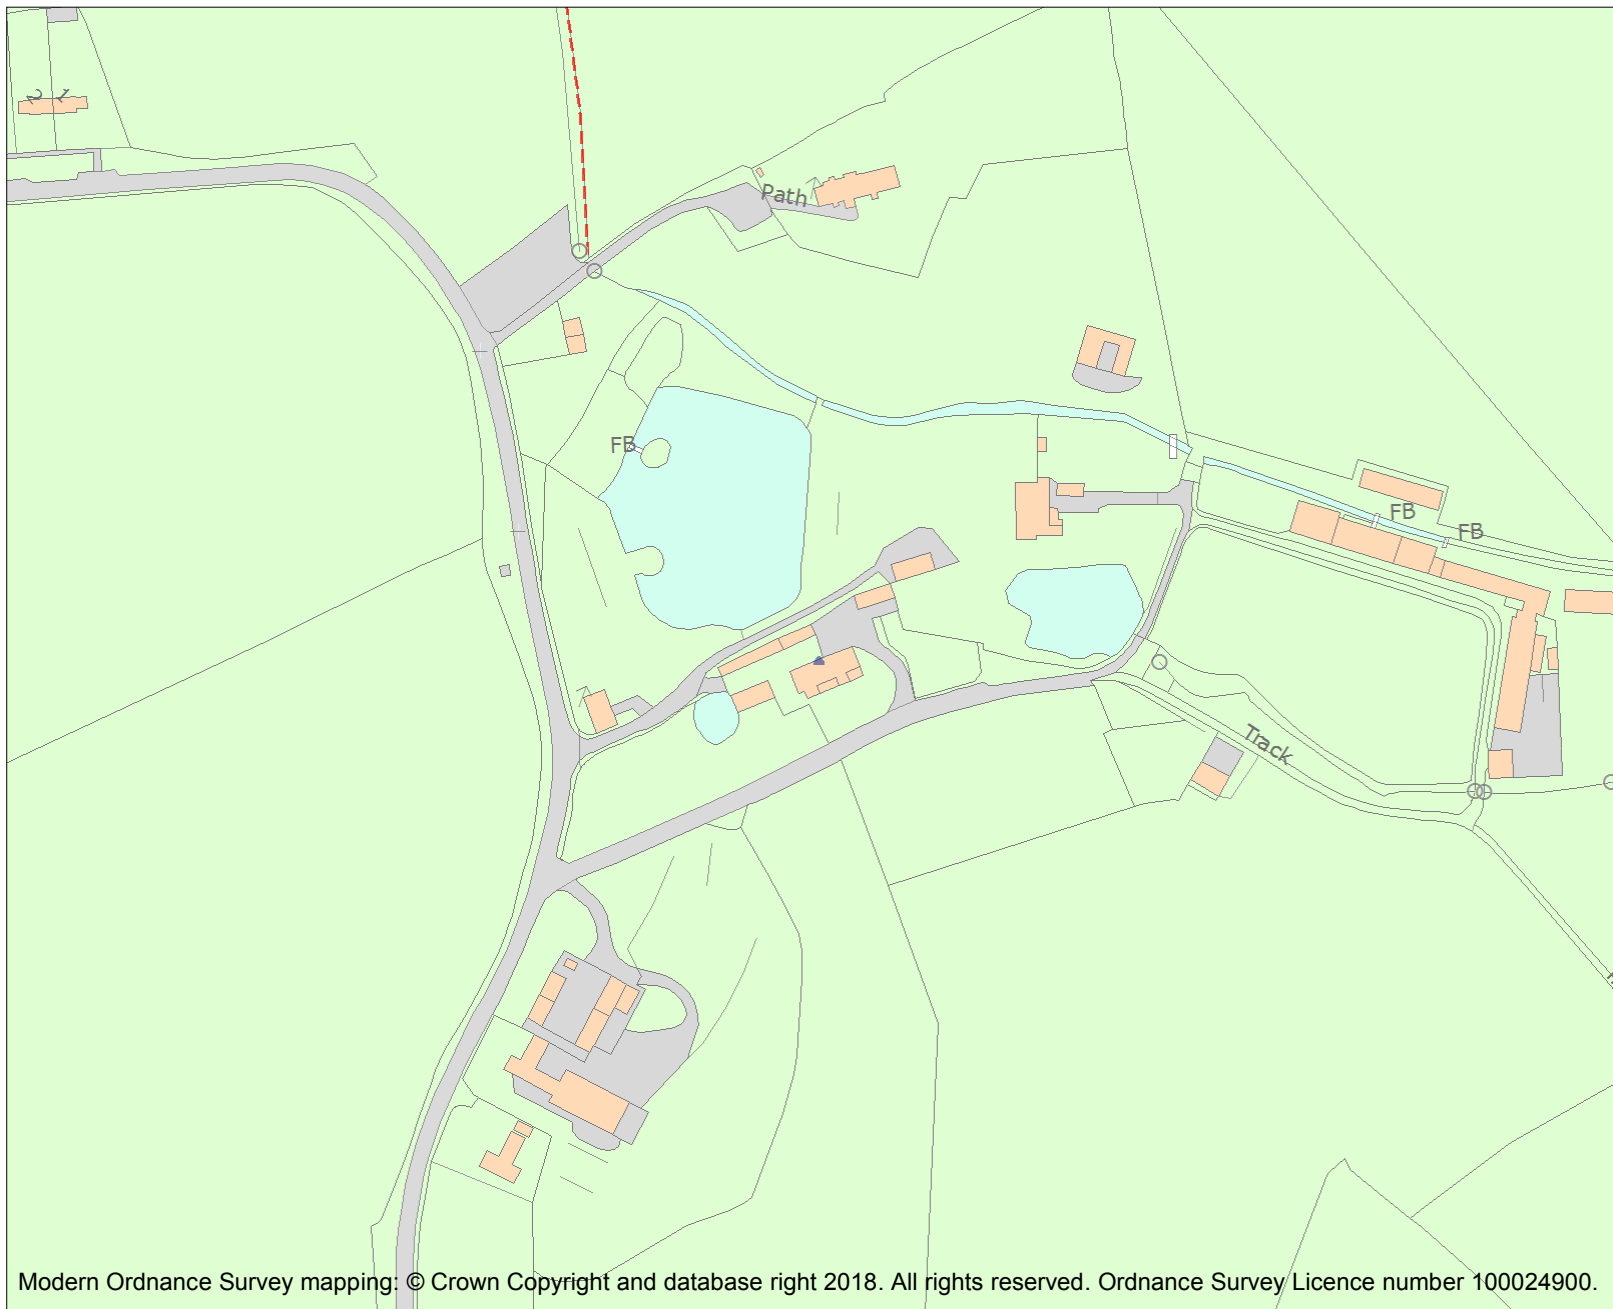 2 1
Path
FB
FB
FB
Track
Modern Ordnance Survey mapping: © Crown Copyright and database right 2018. All rights reserved. Ordnance Survey Licence number 100024900.